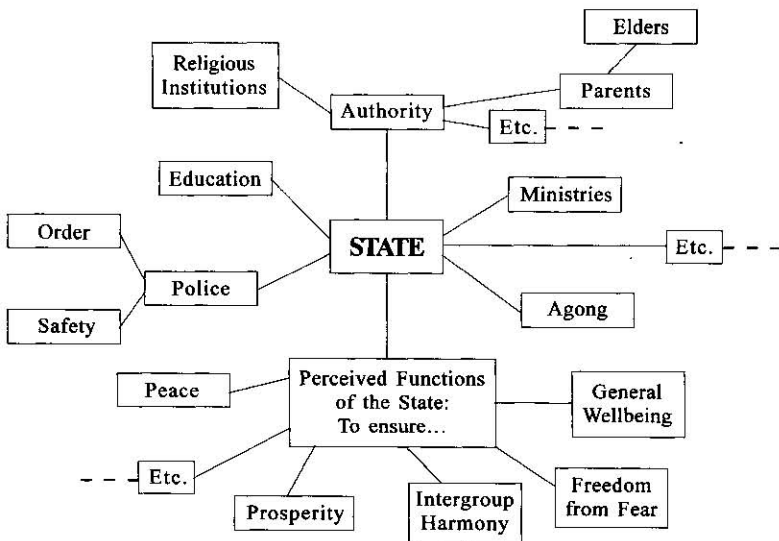 Elders
Religious
Institutions
Parents
Authority
Etc.
Education
Ministries
Order
STATE
Etc.
Police
Agong
Safety
Perceived Functions
of the State:
To ensure...
Peace
General
Wellbeing
Etc.
Prosperity
Intergroup
Harmony
Freedom
from Fear